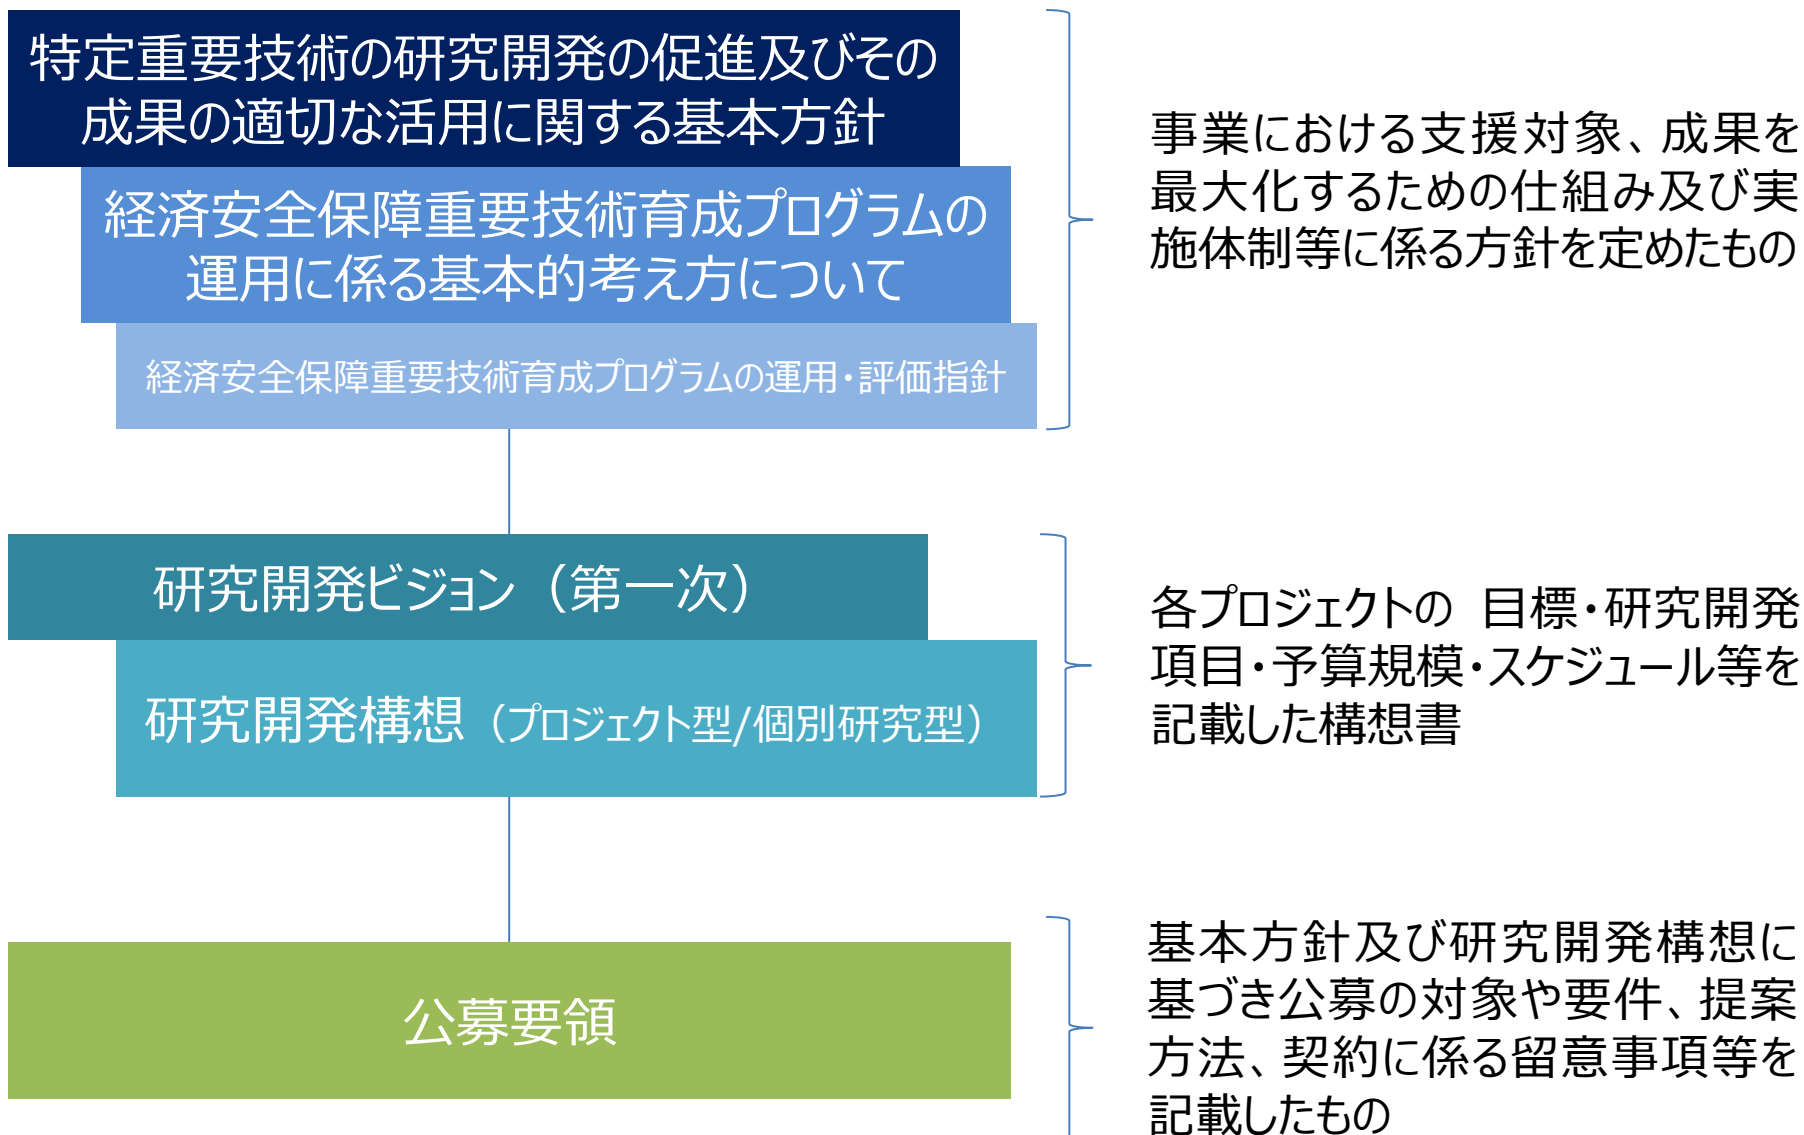 特定重要技術の研究開発の促進及びその
成果の適切な活用に関する基本方針
経済安全保障重要技術育成プログラムの
運用に係る基本的考え方について
経済安全保障重要技術育成プログラムの運用・評価指針
事業における支援対象、成果を
最大化するための仕組み及び実
施体制等に係る方針を定めたもの
研究開発ビジョン（第一次）
研究開発構想（プロジェクト型/個別研究型）
各プロジェクトの 目標・研究開発
項目・予算規模・スケジュール等を
記載した構想書
公募要領
基本方針及び研究開発構想に
基づき公募の対象や要件、提案
方法、契約に係る留意事項等を
記載したもの